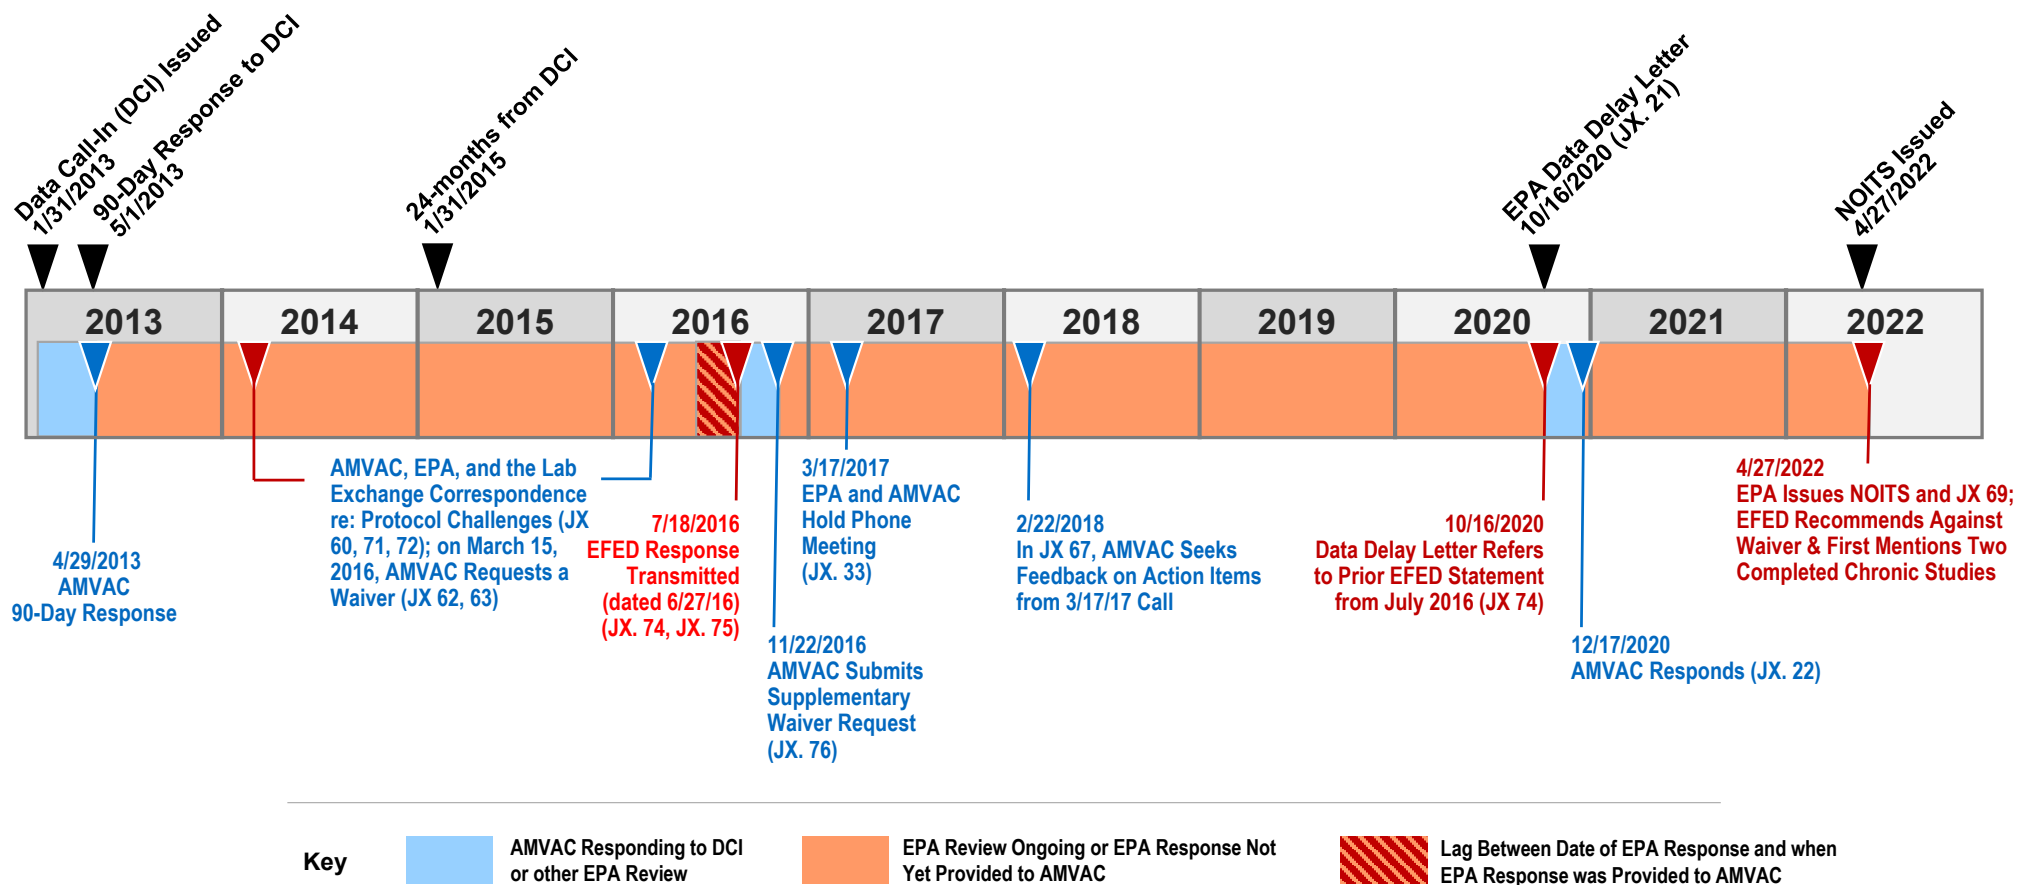 Data Call-In (DCI) Issued
1/31/2013
90-Day Response to DCI
5/1/2013
24-months from DCI
1/31/2015
EPA Data Delay Letter
10/16/2020 (JX. 21)
NOITS Issued
4/27/2022
2013
2014
2015
2016
2017
2018
2019
2020
2021
2022
4/29/2013
AMVAC
90-Day Response
AMVAC, EPA, and the Lab
Exchange Correspondence
re: Protocol Challenges (JX
60, 71, 72); on March 15,
2016, AMVAC Requests a
Waiver (JX 62, 63)
7/18/2016
EFED Response
Transmitted
(dated 6/27/16)
(JX. 74, JX. 75)
11/22/2016
AMVAC Submits
Supplementary
Waiver Request
(JX. 76)
3/17/2017
EPA and AMVAC
Hold Phone
Meeting
(JX. 33)
2/22/2018
In JX 67, AMVAC Seeks
Feedback on Action Items
from 3/17/17 Call
10/16/2020
Data Delay Letter Refers
to Prior EFED Statement
from July 2016 (JX 74)
12/17/2020
AMVAC Responds (JX. 22)
4/27/2022
EPA Issues NOITS and JX 69;
EFED Recommends Against
Waiver & First Mentions Two
Completed Chronic Studies
Key
AMVAC Responding to DCI
or other EPA Review
EPA Review Ongoing or EPA Response Not
Yet Provided to AMVAC
Lag Between Date of EPA Response and when
EPA Response was Provided to AMVAC